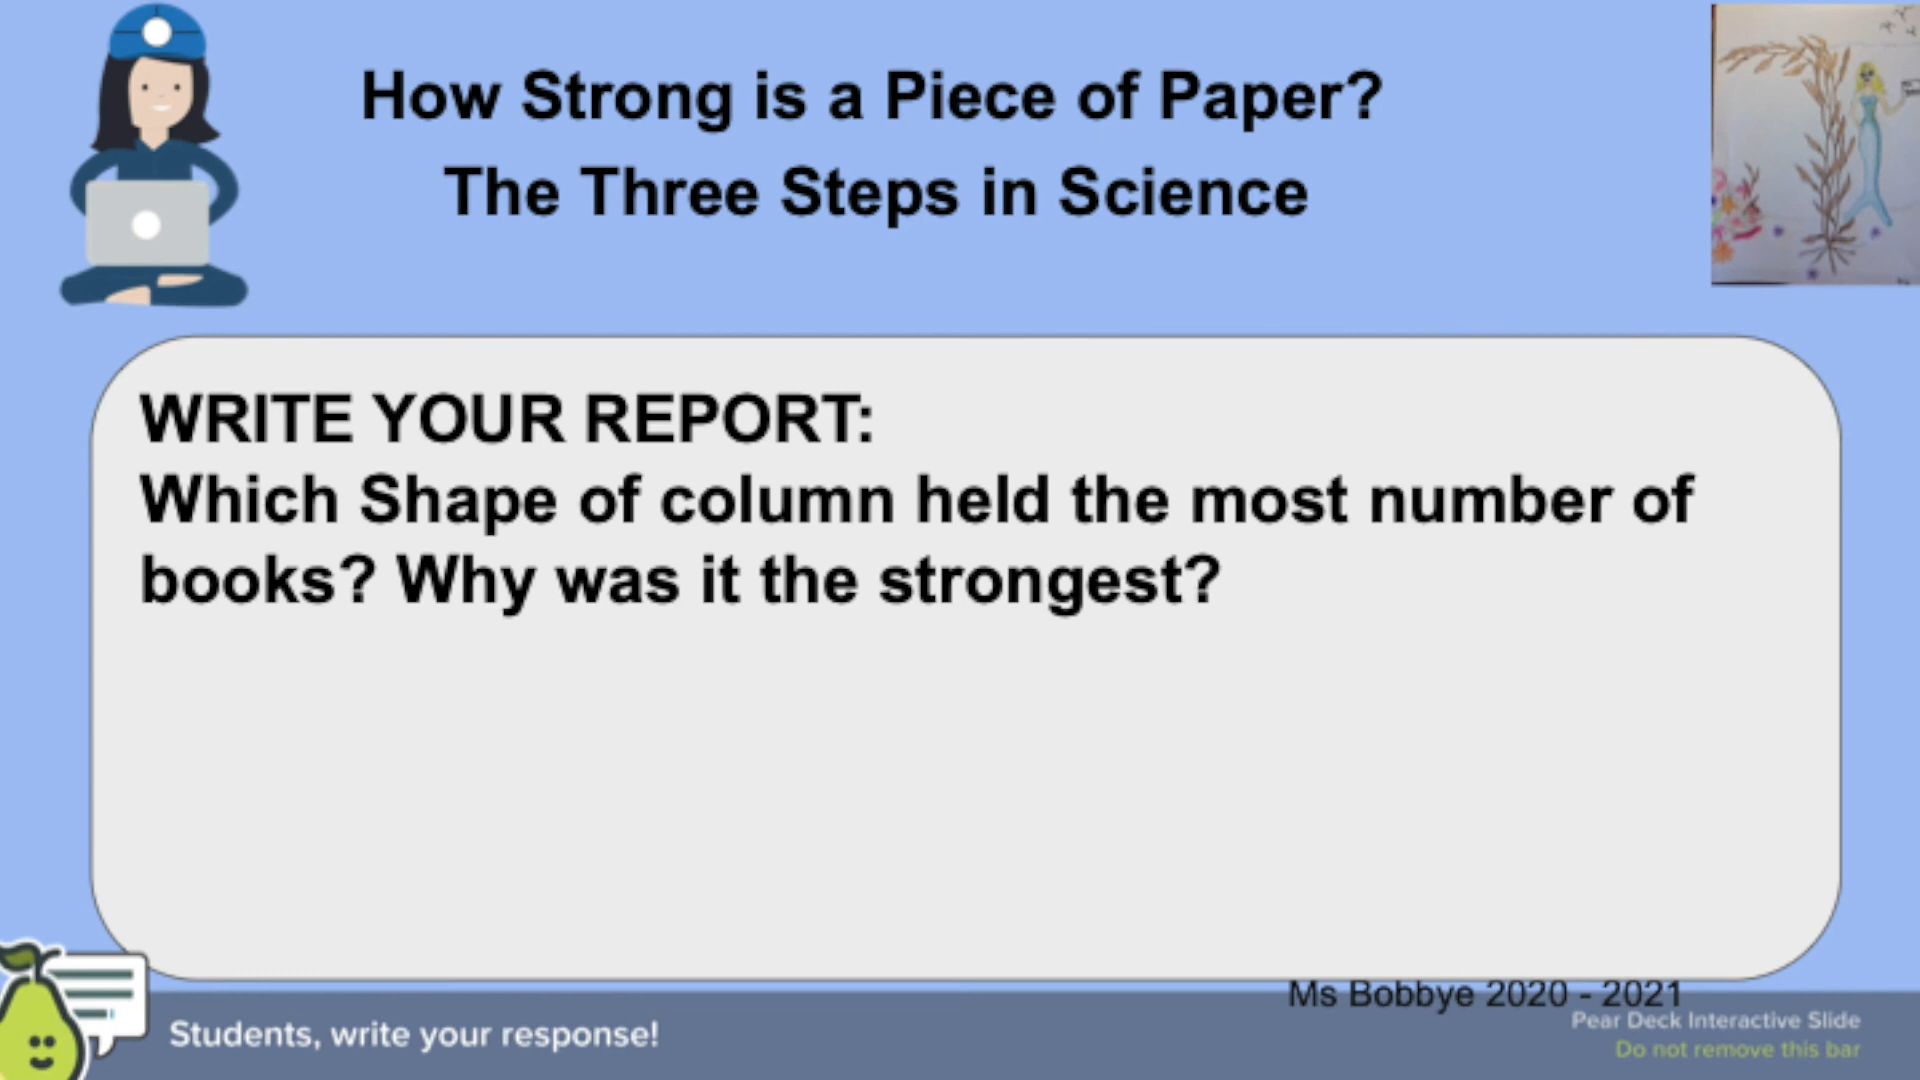 How Strong is a Piece of Paper?
The Three Steps in Science
WRITE YOUR REPORT:
Which Shape of column held the most number of
books? Why was it the strongest?
Ms Bobbye 2020 - 2021
Students, write your response!
Pear Deck Interactive Slide
Do not remove this bar